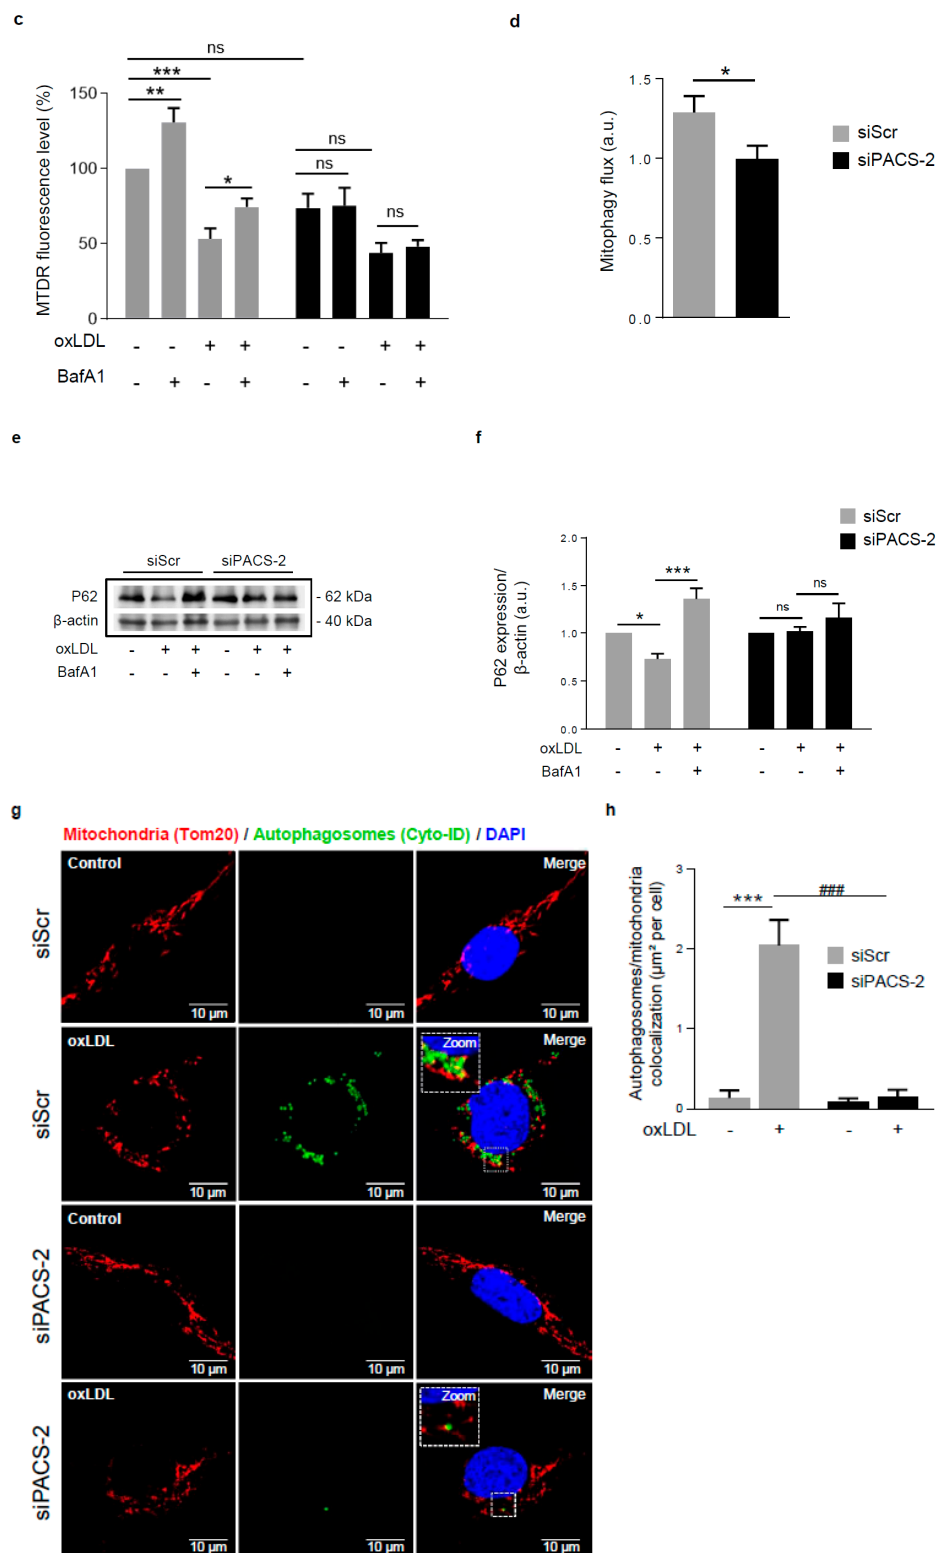 c
ns
***
**
*
ns
ns
ns
MTDR fluorescence level (%)
150
100
50
0
oxLDL - - + + - - + +
BafA1 - + - + - + - +
d
*
Mitophagy flux (a.u.)
1.5
1.0
0.5
0.0
siScr
siPACS-2
e
siScr siPACS-2
P62 - 62 kDa
β-actin - 40 kDa
oxLDL - + + - + +
BafA1 - - + - - +
f
siScr
siPACS-2
P62 expression/
β-actin (a.u.)
2.0
1.5
1.0
0.5
0.0
*
***
ns
ns
oxLDL - + + - + +
BafA1 - - + - - +
g
Mitochondria (Tom20) / Autophagosomes (Cyto-ID) / DAPI
siScr
Control Merge
10 µm 10 µm 10 µm
siScr
oxLDL Zoom Merge
10 µm 10 µm 10 µm
siPACS-2
Control Merge
10 µm 10 µm 10 µm
siPACS-2
oxLDL Zoom Merge
10 µm 10 µm 10 µm
h
Autophagosomes/mitochondria
colocalization (µm² per cell)
3
2
1
0
***
###
siScr
siPACS-2
oxLDL - + - +